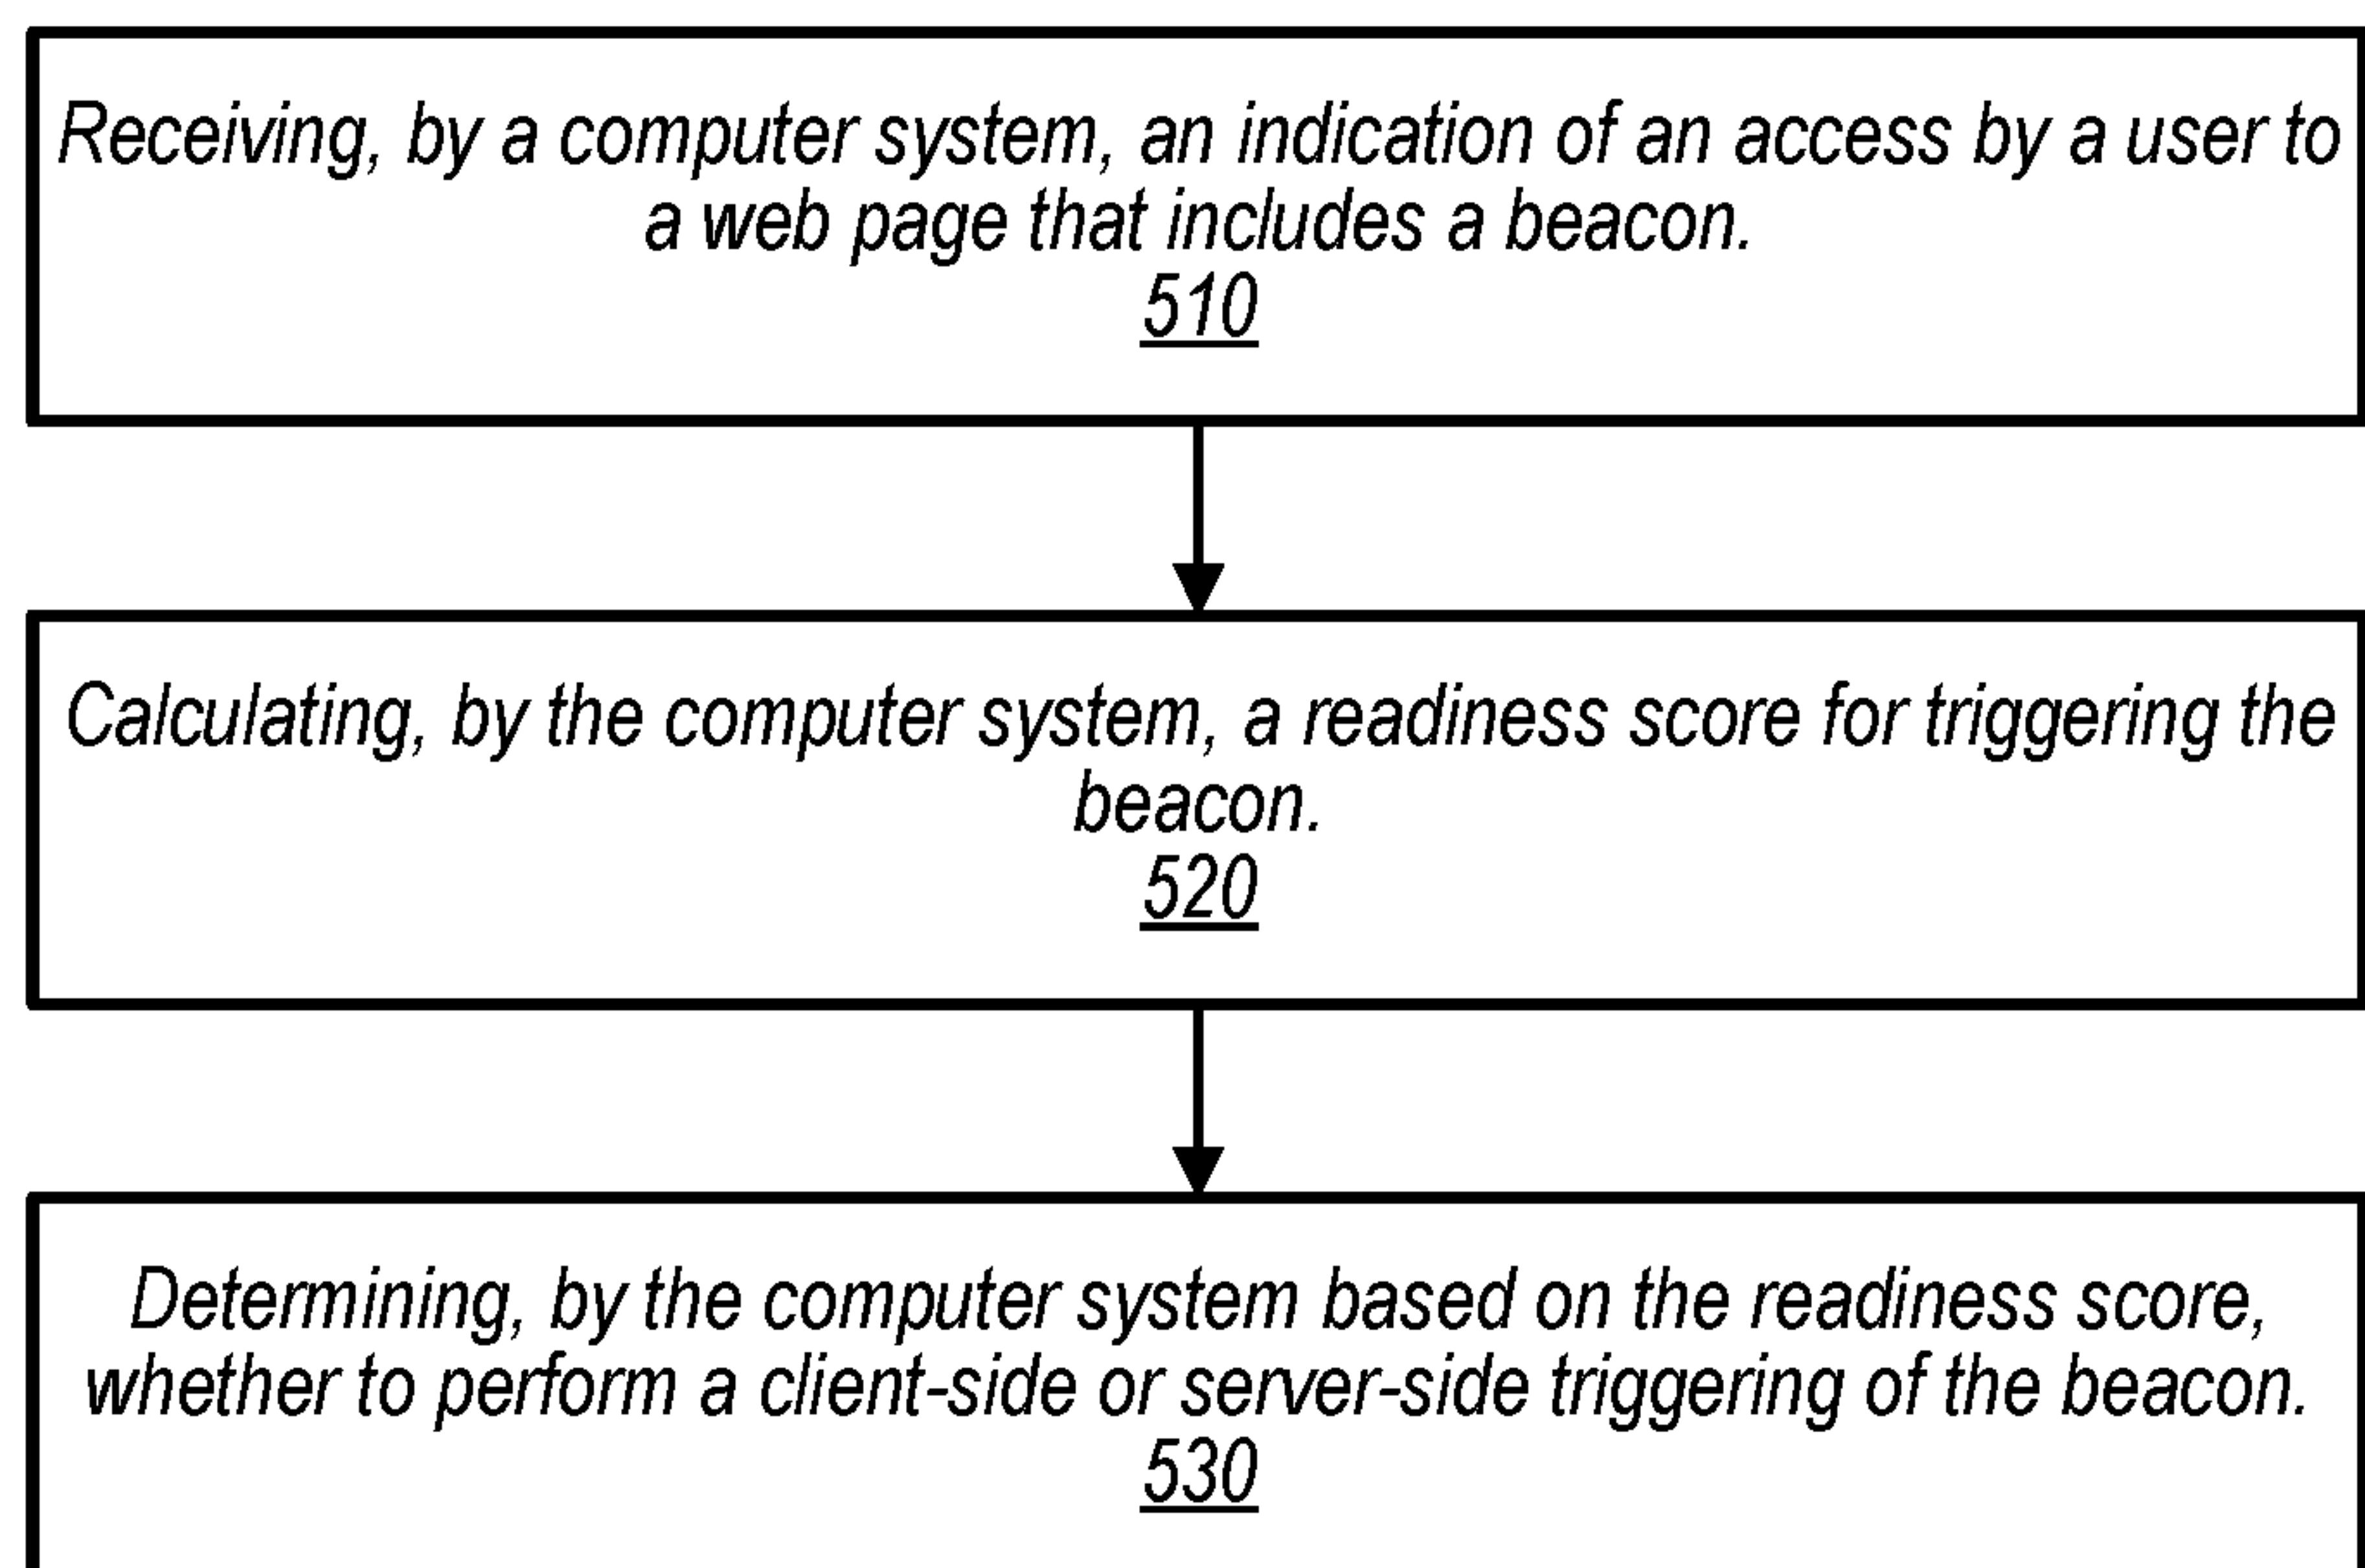 Receiving, by a computer system, an indication of an access by a user to
a web page that includes a beacon.
510
Calculating, by the computer system, a readiness score for triggering the
beacon.
520
Determining, by the computer system based on the readiness score,
whether to perform a client-side or server-side triggering of the beacon.
530